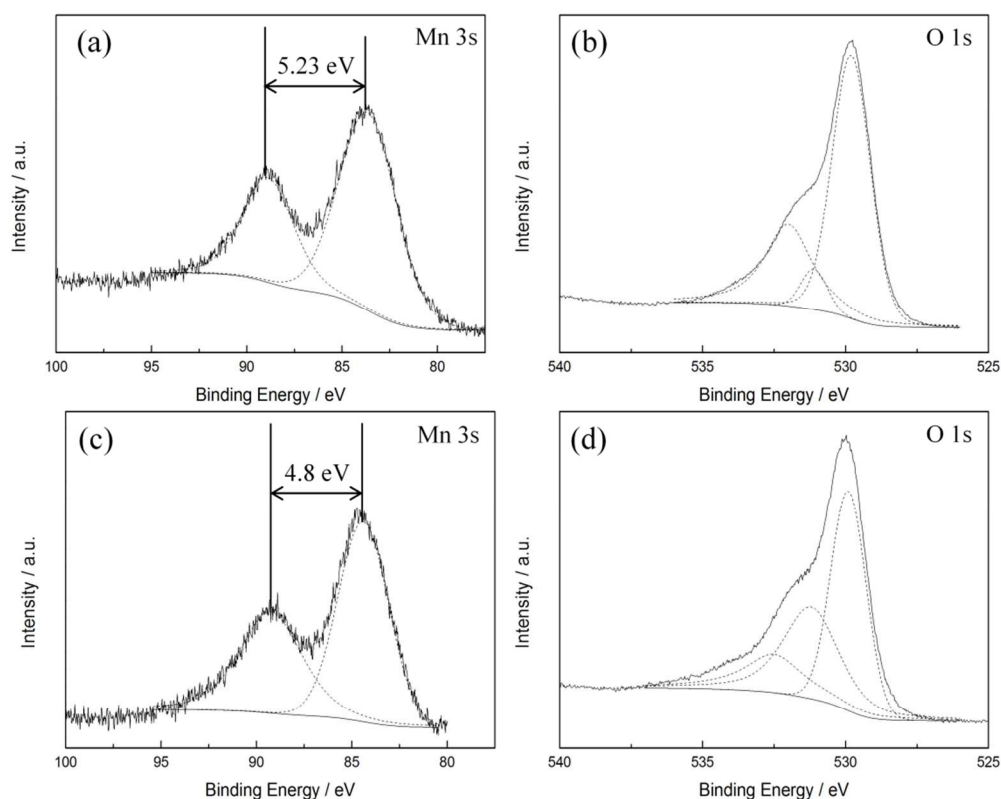 (a)
Mn 3s
5.23 eV
Intensity / a.u.
100 95 90 85 80
Binding Energy / eV
(b)
O 1s
Intensity / a.u.
540 535 530 525
Binding Energy / eV
(c)
Mn 3s
4.8 eV
Intensity / a.u.
100 95 90 85 80
Binding Energy / eV
(d)
O 1s
Intensity / a.u.
540 535 530 525
Binding Energy / eV